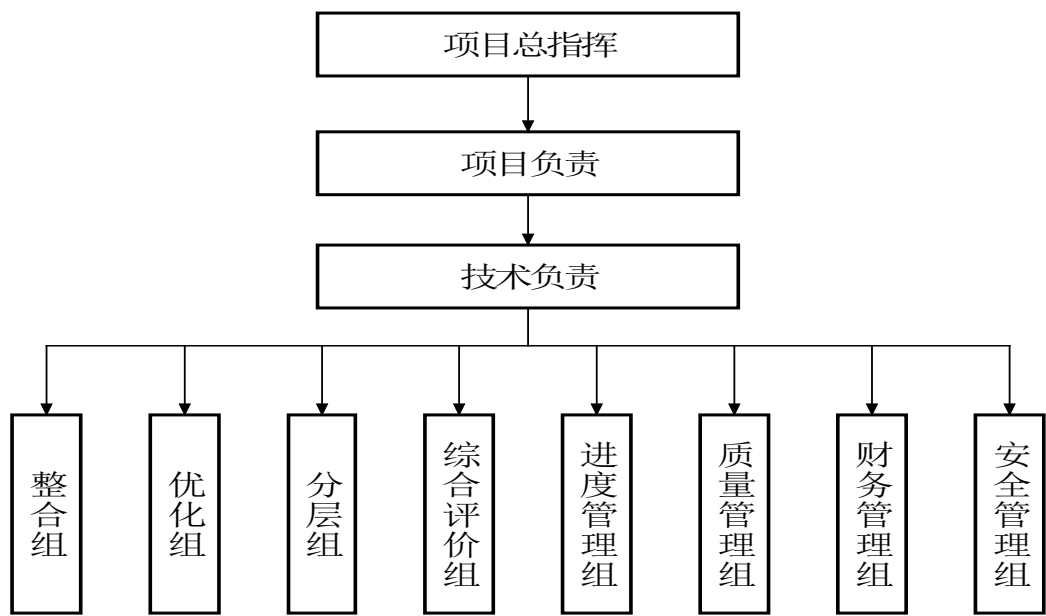 项目总指挥
项目负责
技术负责
整合组
优化组
分层组
综合评价组
进度管理组
质量管理组
财务管理组
安全管理组